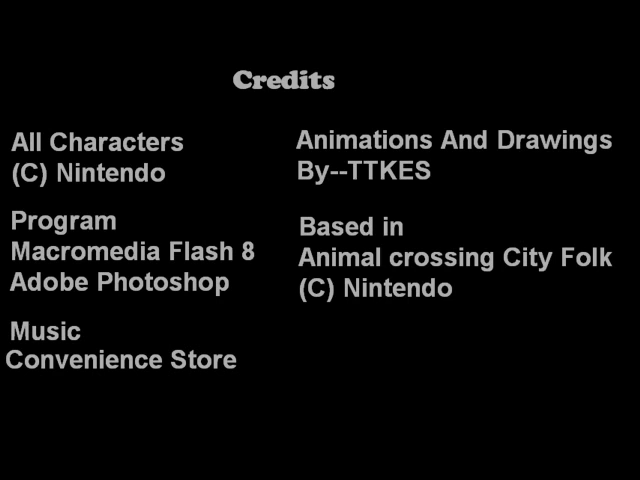 Credits
All Characters
(C) Nintendo
Program
Macromedia Flash 8
Adobe Photoshop
Music
Convenience Store
Animations And Drawings
By--TTKES
Based in
Animal crossing City Folk
(C) Nintendo